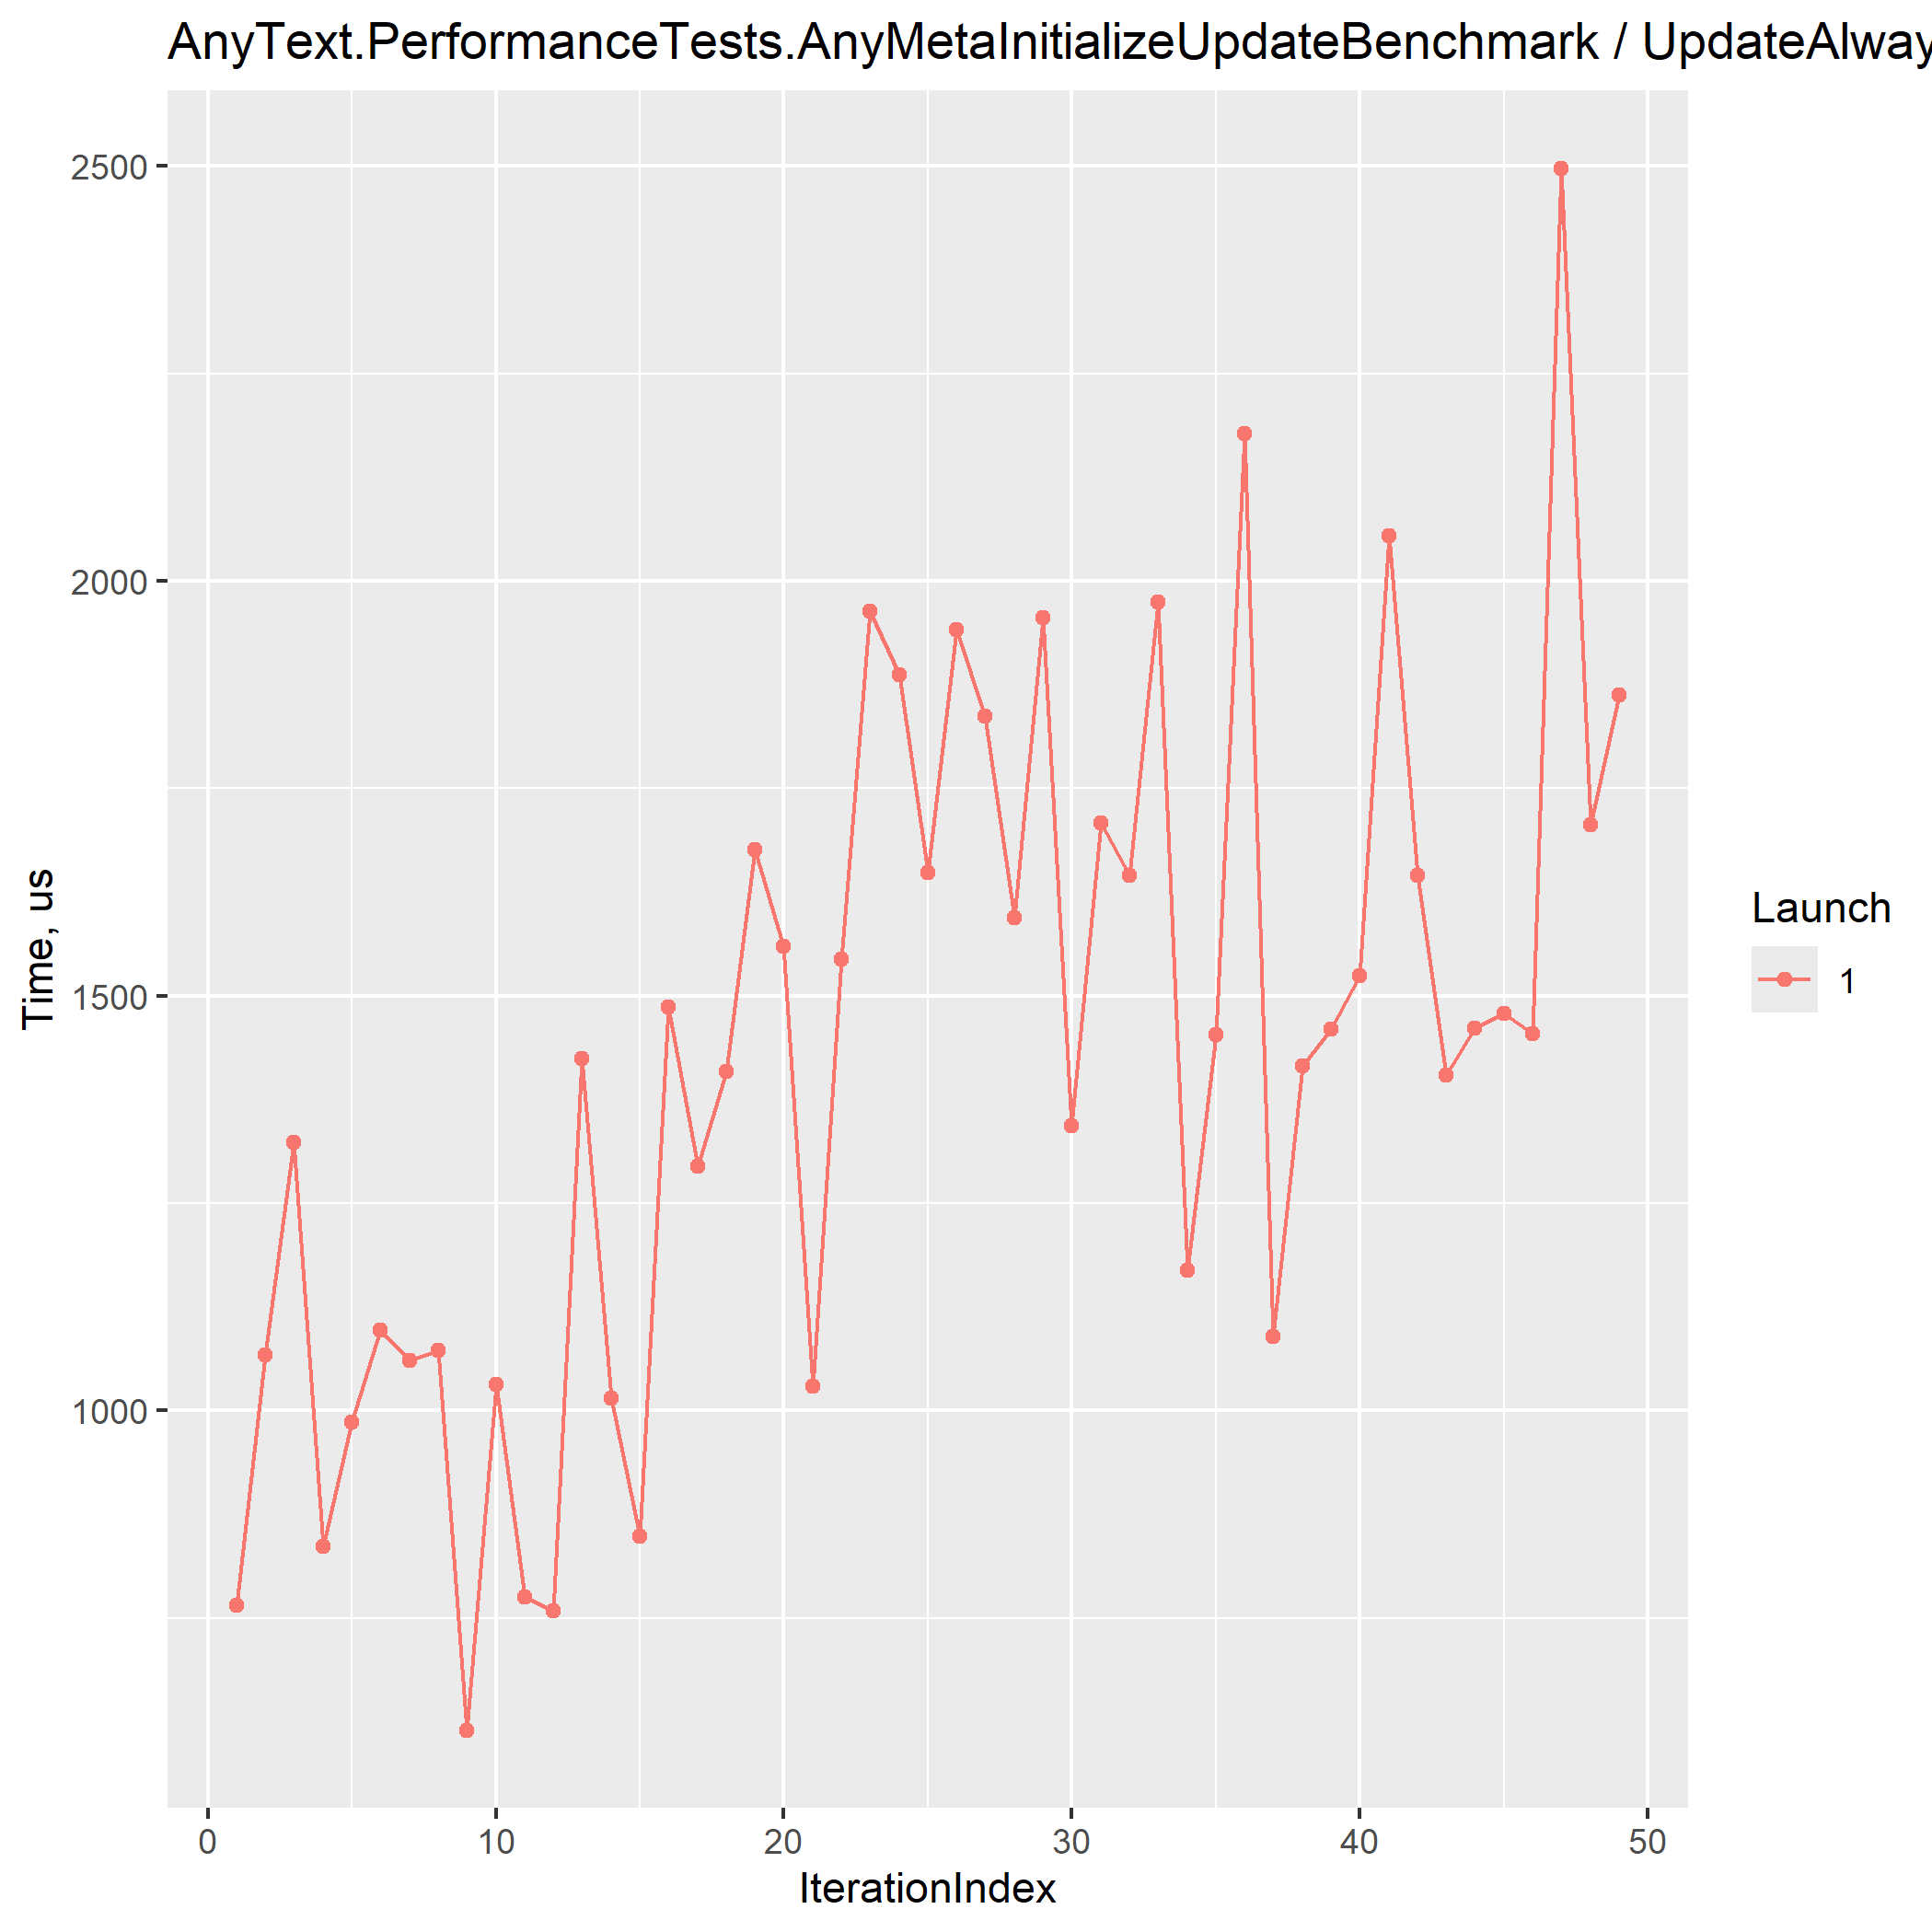 AnyText.PerformanceTests.AnyMetaInitializeUpdateBenchmark / UpdateAlway
2500
2000
1500
1000
Time, us
0 10 20 30 40 50
IterationIndex
Launch
1